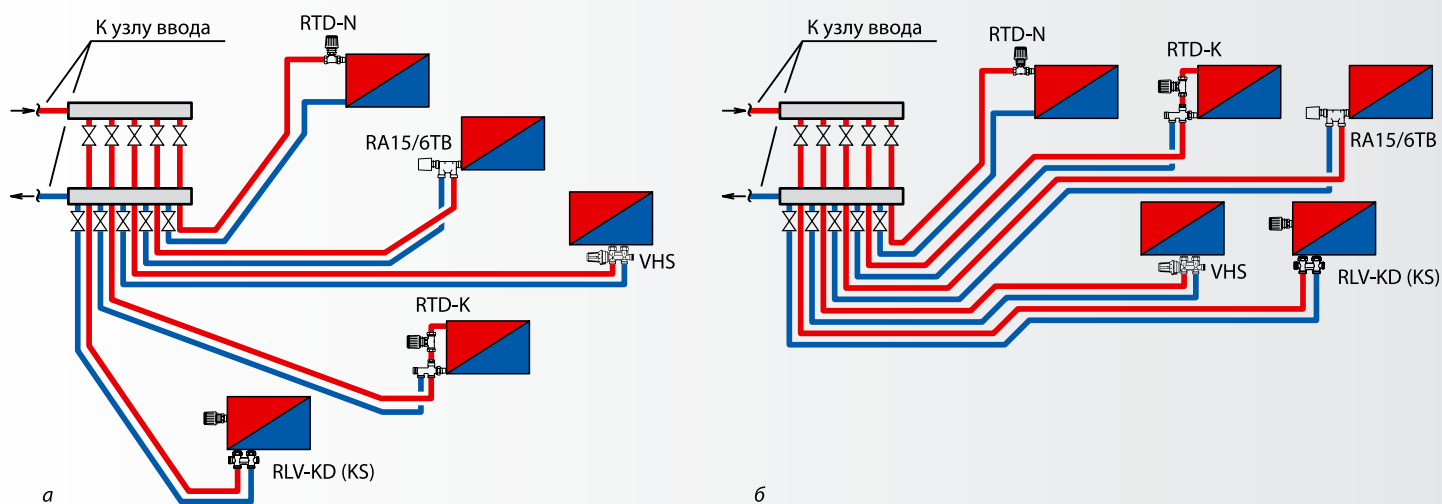 К узлу ввода
RTD-N
RA15/6TB
VHS
RTD-K
RLV-KD (KS)
а
К узлу ввода
RTD-N
RTD-K
RA15/6TB
VHS
RLV-KD (KS)
б